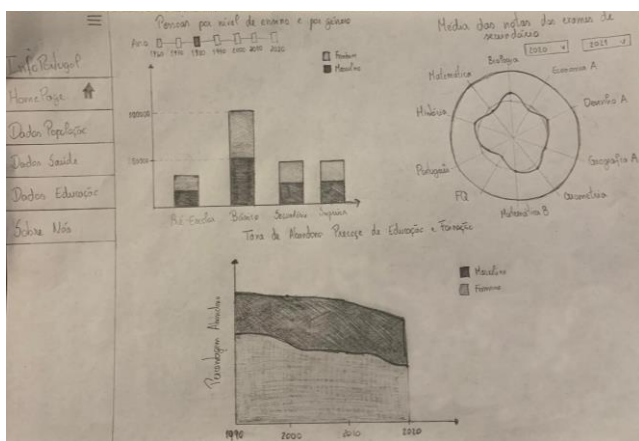 InfoPortugal
HomePage
Dados População
Dados Saúde
Dados Educação
Sobre Nós
Pessoas por nível de ensino e por género
Ano
1960 1970 1980 1990 2000 2010 2020
Feminino
Masculino
Pré-Escolar Básico Secundário Superior
Média das notas dos exames de
secundário
2020 2021
Biologia
Economia A
Desenho A
Geografia A
Geometria
Matemática B
FQ
Português
História
Matemática
Taxa de Abandono Precoce da Educação e Formação
Masculino
Feminino
Percentagem Abandono
1990 2000 2010 2020